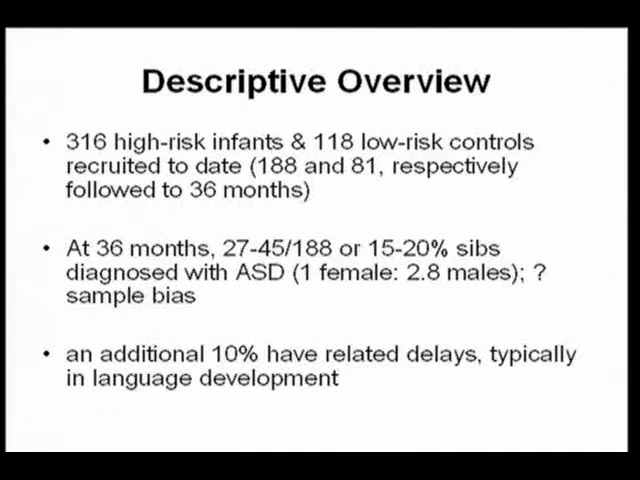 Descriptive Overview
• 316 high-risk infants & 118 low-risk controls
recruited to date (188 and 81, respectively
followed to 36 months)
• At 36 months, 27-45/188 or 15-20% sibs
diagnosed with ASD (1 female: 2.8 males); ?
sample bias
• an additional 10% have related delays, typically
in language development